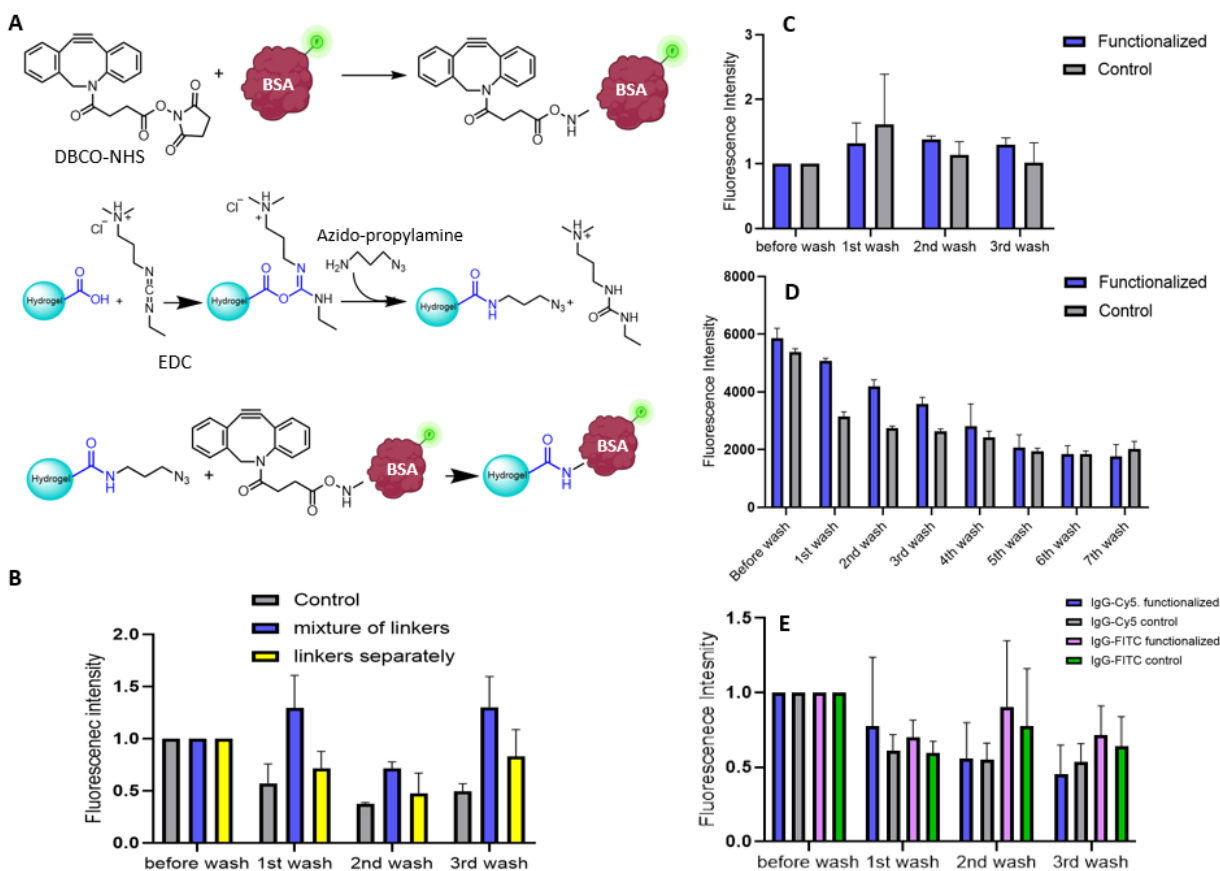 A
F
F
BSA
BSA
O
O
O
N
N
O
N
O
O
O
H
O
O
DBCO-NHS
H
N
+
Cl⁻
H
N
+
Cl⁻
Azido-propylamine
H₂N N₃
H
N
+
O
OH
Hydrogel
+
N
C
N
O
N
Hydrogel
O
NH
O
Hydrogel
N
H
N₃
+
NH
O
NH
EDC
F
F
O
Hydrogel
N
H
N₃
+
N
O
O
O
N
H
BSA
O
Hydrogel
N
H
BSA
B
Control
mixture of linkers
linkers separately
Fluoresenec intensity
2.0
1.5
1.0
0.5
0.0
before wash 1st wash 2nd wash 3rd wash
C
Functionalized
Control
Fluorescence Intensity
3
2
1
0
before wash 1st wash 2nd wash 3rd wash
D
Functionalized
Control
Fluorescence Intensity
8000
6000
4000
2000
0
Before wash 1st wash 2nd wash 3rd wash 4th wash 5th wash 6th wash 7th wash
E
IgG-Cy5. functionalized
IgG-Cy5 control
IgG-FITC functionalized
IgG-FITC control
Fluoresenece Intesnity
1.5
1.0
0.5
0.0
before wash 1st wash 2nd wash 3rd wash